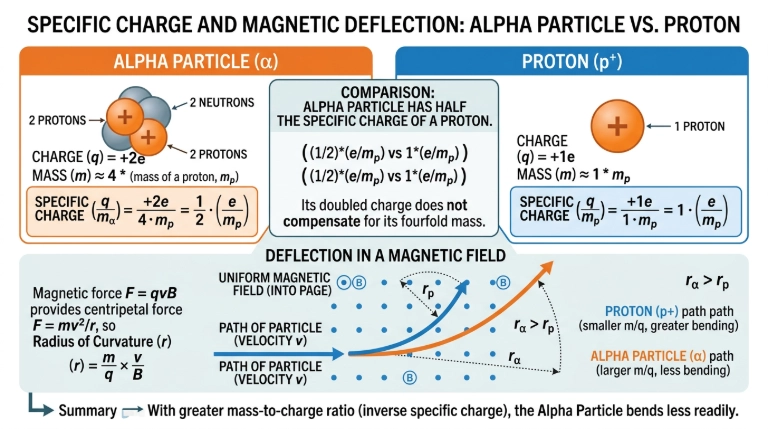 SPECIFIC CHARGE AND MAGNETIC DEFLECTION: ALPHA PARTICLE VS. PROTON
ALPHA PARTICLE (α)
2 PROTONS
2 NEUTRONS
2 PROTONS
+
+
CHARGE (q) = +2e
MASS (m) ≈ 4 * (mass of a proton, mₚ)
SPECIFIC CHARGE (q/mα) = +2e/4·mₚ = 1/2 · (e/mₚ)
COMPARISON:
ALPHA PARTICLE HAS HALF
THE SPECIFIC CHARGE OF A PROTON.
((1/2)*(e/mₚ) vs 1*(e/mₚ))
((1/2)*(e/mₚ) vs 1*(e/mₚ))
Its doubled charge does not
compensate for its fourfold mass.
PROTON (p⁺)
+
1 PROTON
CHARGE
(q) = +1e
MASS (m) ≈ 1 * mₚ
SPECIFIC CHARGE (q/mₚ) = +1e/1·mₚ = 1 · (e/mₚ)
DEFLECTION IN A MAGNETIC FIELD
Magnetic force F = qvB
provides centripetal force
F = mv²/r, so
Radius of Curvature (r)
(r) = m/q × v/B
UNIFORM MAGNETIC
FIELD (INTO PAGE)
B
B
B
PATH OF PARTICLE
(VELOCITY v)
PATH OF PARTICLE
(VELOCITY v)
rₚ
rα > rₚ
rα
rα > rₚ
PROTON (p+) path path
(smaller m/q, greater bending)
ALPHA PARTICLE (α) path
(larger m/q, less bending)
Summary With greater mass-to-charge ratio (inverse specific charge), the Alpha Particle bends less readily.